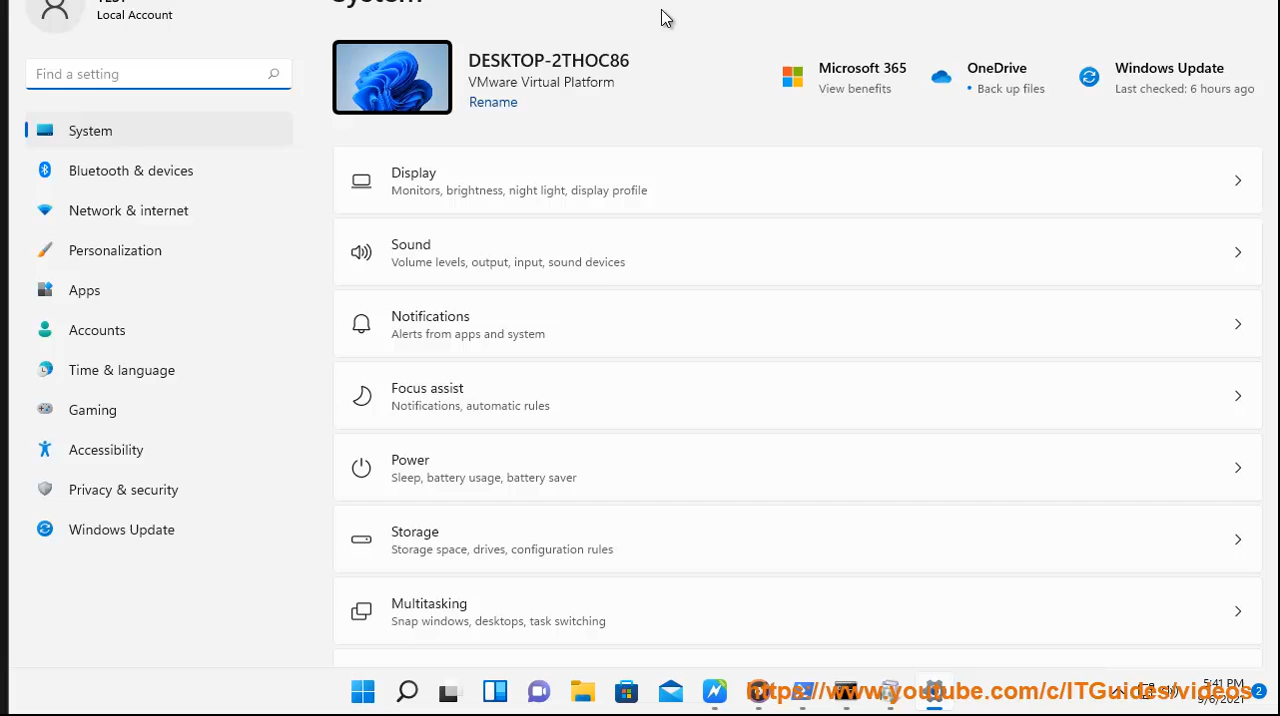 Local Account
System
Find a setting
DESKTOP-2THOC86
VMware Virtual Platform
Rename
Microsoft 365
View benefits
OneDrive
• Back up files
Windows Update
Last checked: 6 hours ago
System
Bluetooth & devices
Network & internet
Personalization
Apps
Accounts
Time & language
Gaming
Accessibility
Privacy & security
Windows Update
Display
Monitors, brightness, night light, display profile
Sound
Volume levels, output, input, sound devices
Notifications
Alerts from apps and system
Focus assist
Notifications, automatic rules
Power
Sleep, battery usage, battery saver
Storage
Storage space, drives, configuration rules
Multitasking
Snap windows, desktops, task switching
https://www.youtube.com/c/ITGuides/videos
5:41 PM
9/6/2021
2